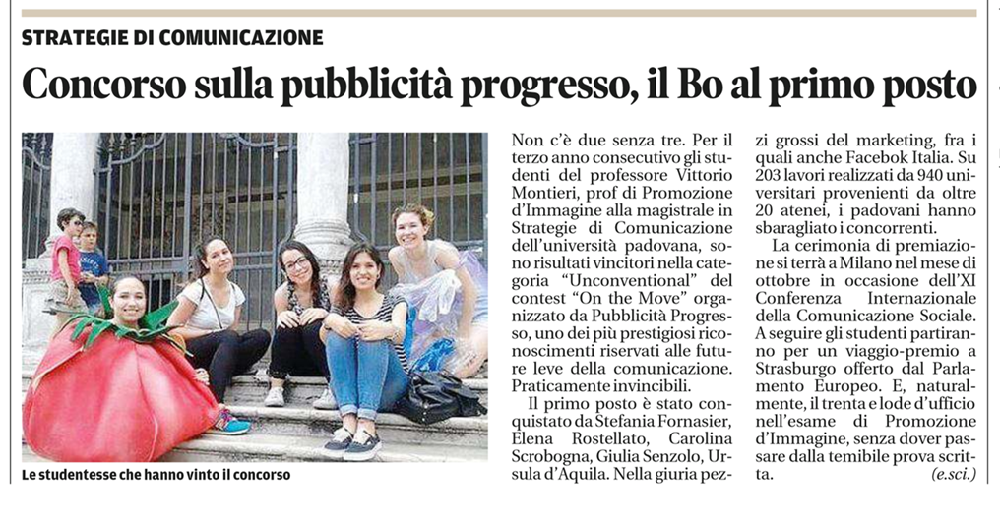 STRATEGIE DI COMUNICAZIONE
Concorso sulla pubblicità progresso, il Bo al primo posto
Le studentesse che hanno vinto il concorso
Non c'è due senza tre. Per il
terzo anno consecutivo gli stu-
denti del professore Vittorio
Montieri, prof di Promozione
d'Immagine alla magistrale in
Strategie di Comunicazione
dell'università padovana, so-
no risultati vincitori nella cate-
goria “Unconventional” del
contest “On the Move” orga-
nizzato da Pubblicità Progres-
so, uno dei più prestigiosi rico-
noscimenti riservati alle futu-
re leve della comunicazione.
Praticamente invincibili.
Il primo posto è stato con-
quistato da Stefania Fornasier,
Elena Rostellato, Carolina
Scrobogna, Giulia Senzolo, Ur-
sula d'Aquila. Nella giuria pez-
zi grossi del marketing, fra i
quali anche Facebok Italia. Su
203 lavori realizzati da 940 uni-
versitari provenienti da oltre
20 atenei, i padovani hanno
sbaragliato i concorrenti.
La cerimonia di premiazio-
ne si terrà a Milano nel mese di
ottobre in occasione dell'XI
Conferenza Internazionale
della Comunicazione Sociale.
A seguire gli studenti partiran-
no per un viaggio-premio a
Strasburgo offerto dal Parla-
mento Europeo. E, natural-
mente, il trenta e lode d'ufficio
nell'esame di Promozione
d'Immagine, senza dover pas-
sare dalla temibile prova scrit-
ta. (e.sci.)